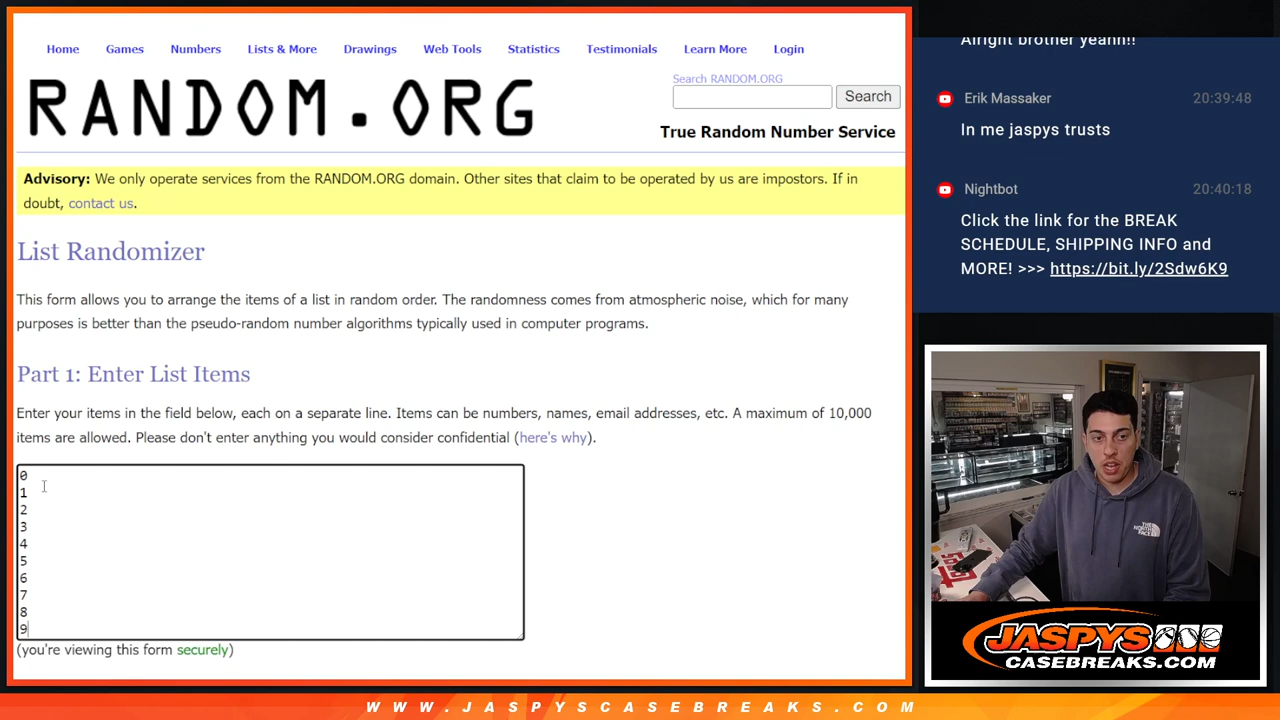 Home Games Numbers Lists & More Drawings Web Tools Statistics Testimonials Learn More Login
RANDOM.ORG
Search RANDOM.ORG
Search
True Random Number Service
Advisory: We only operate services from the RANDOM.ORG domain. Other sites that claim to be operated by us are impostors. If in
doubt, contact us.
List Randomizer
This form allows you to arrange the items of a list in random order. The randomness comes from atmospheric noise, which for many
purposes is better than the pseudo-random number algorithms typically used in computer programs.
Part 1: Enter List Items
Enter your items in the field below, each on a separate line. Items can be numbers, names, email addresses, etc. A maximum of 10,000
items are allowed. Please don't enter anything you would consider confidential (here's why).
0
1
2
3
4
5
6
7
8
9
(you're viewing this form securely)
Alright brother yeahh!!
Erik Massaker 20:39:48
In me jaspys trusts
Nightbot 20:40:18
Click the link for the BREAK
SCHEDULE, SHIPPING INFO and
MORE! >>> https://bit.ly/2Sdw6K9
THE
NORTH
FACE
JASPYS
CASEBREAKS.COM
WWW.JASPYSCASEBREAKS.COM